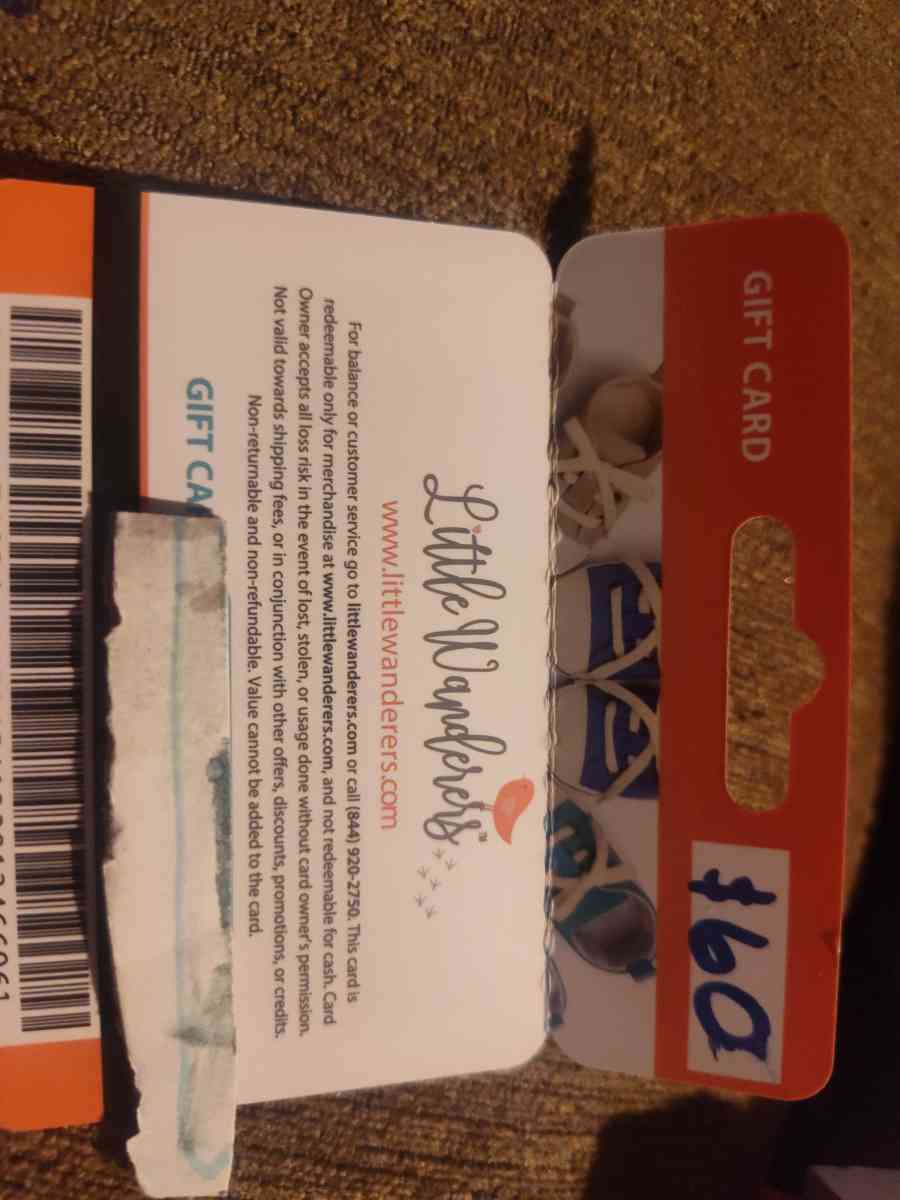 GIFT CARD
$60
Little Wanderers™
www.littlewanderers.com
For balance or customer service go to littlewanderers.com or call (844) 920-2750. This card is
redeemable only for merchandise at www.littlewanderers.com, and not redeemable for cash. Card
Owner accepts all loss risk in the event of lost, stolen, or usage done without card owner's permission.
Not valid towards shipping fees, or in conjunction with other offers, discounts, promotions, or credits.
Non-returnable and non-refundable. Value cannot be added to the card.
GIFT CA